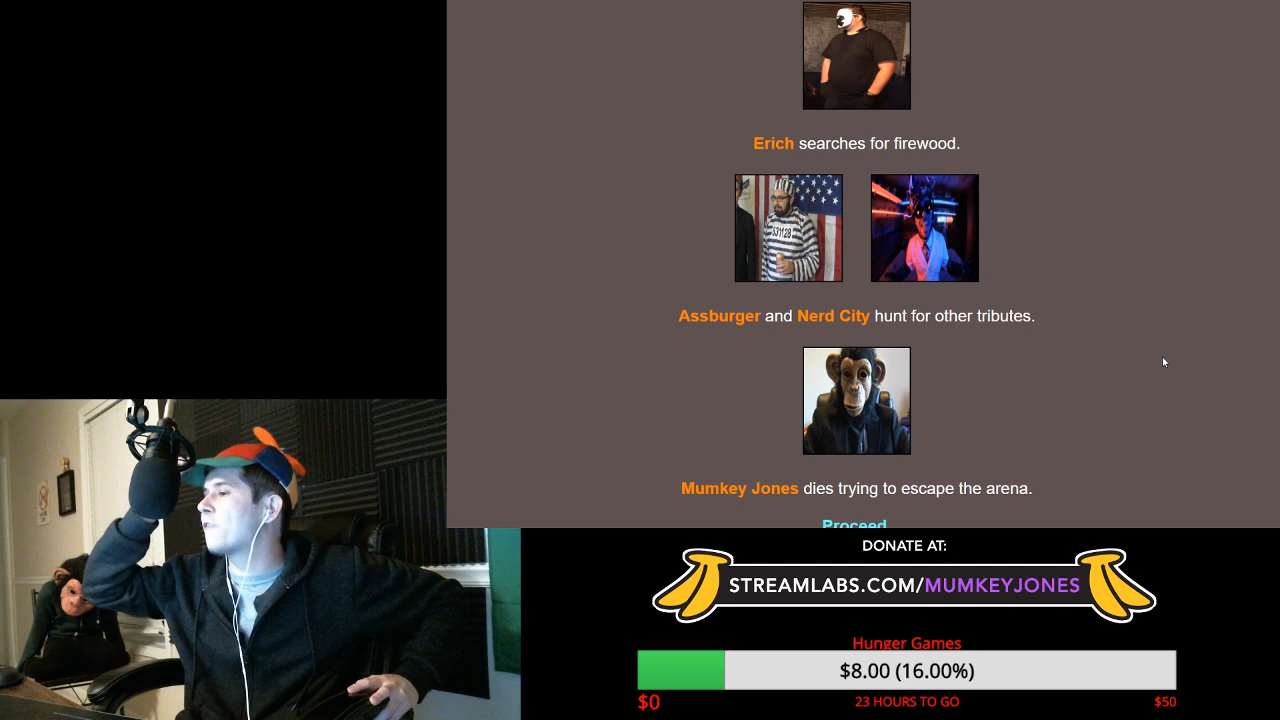 Erich searches for firewood.
S31128
Assburger and Nerd City hunt for other tributes.
Mumkey Jones dies trying to escape the arena.
Proceed
DONATE AT:
STREAMLABS.COM/MUMKEYJONES
Hunger Games
$8.00 (16.00%)
$0
23 HOURS TO GO
$50